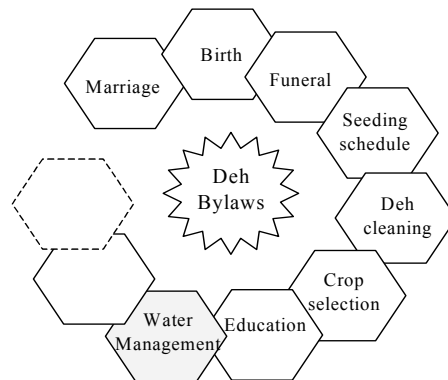 Birth
Marriage
Funeral
Seeding
schedule
Deh
Bylaws
Deh
cleaning
Crop
selection
Water
Management
Education